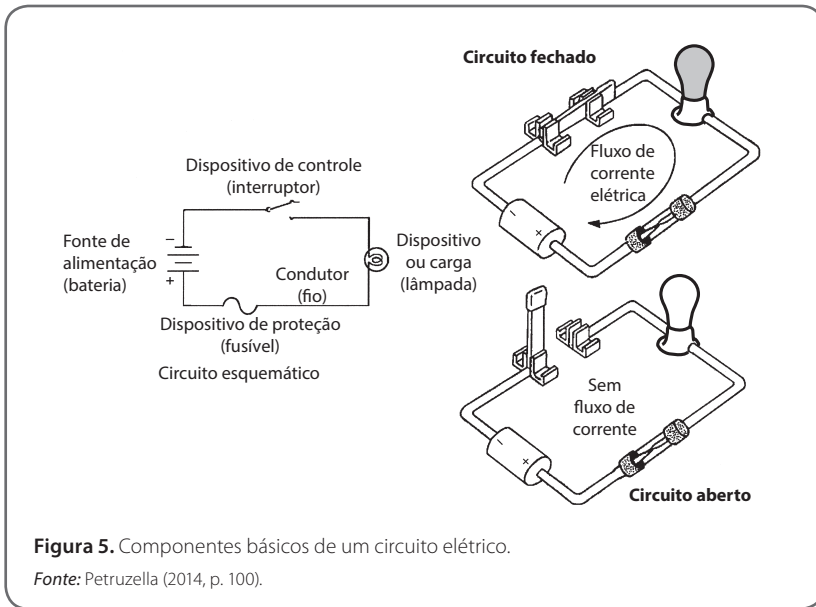 Circuito fechado
Dispositivo de controle
(interruptor)
Fonte de
alimentação
(bateria)
–
+
Condutor
(fio)
Dispositivo
ou carga
(lâmpada)
Dispositivo de proteção
(fusível)
Circuito esquemático
Fluxo de
corrente
elétrica
-
+
Sem
fluxo de
corrente
-
+
Circuito aberto
Figura 5. Componentes básicos de um circuito elétrico.
Fonte: Petruzella (2014, p. 100).